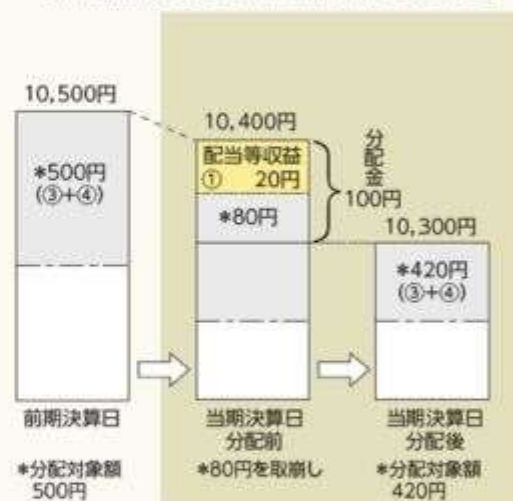 10,500円
*500円
(③+④)
前期決算日
*分配対象額
500円
10,400円
配当等収益
① 20円
*80円
分配金
100円
当期決算日
分配前
*80円を取崩し
10,300円
*420円
(③+④)
当期決算日
分配後
*分配対象額
420円